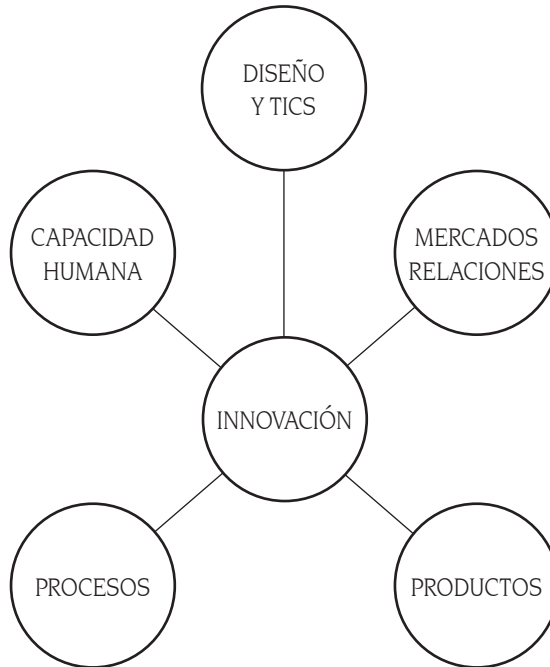 DISEÑO
Y TICS
CAPACIDAD
HUMANA
MERCADOS
RELACIONES
INNOVACIÓN
PROCESOS
PRODUCTOS